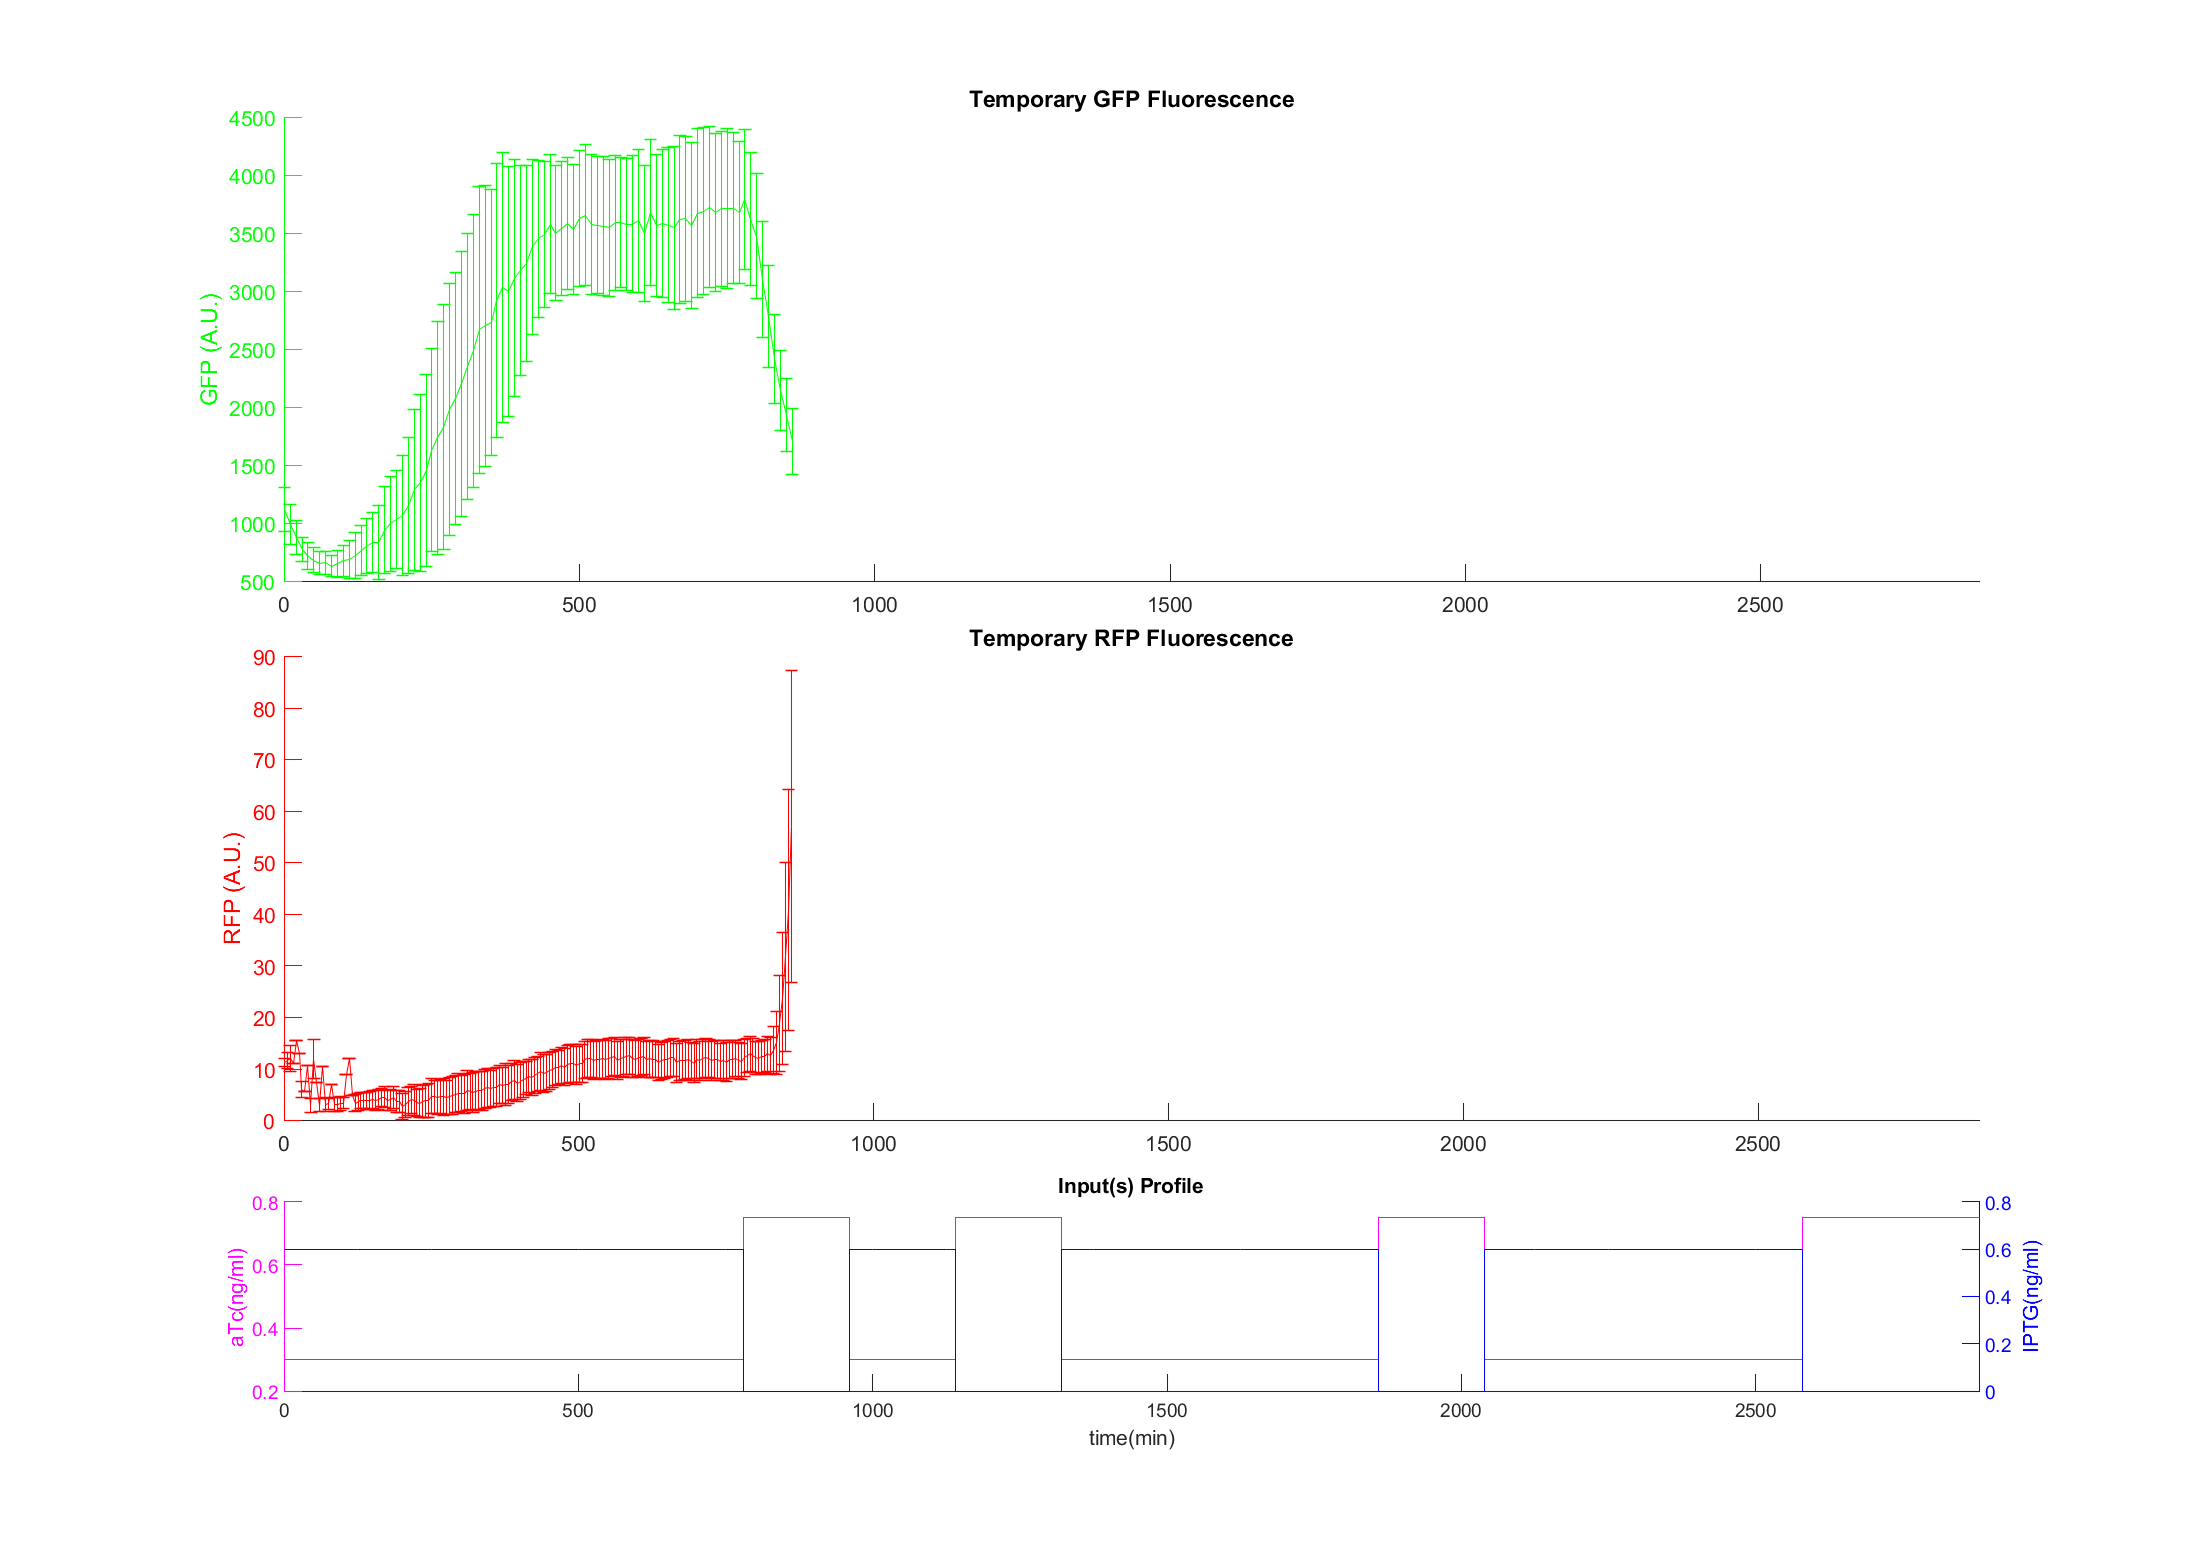 Temporary GFP Fluorescence
GFP (A.U.)
4500
4000
3500
3000
2500
2000
1500
1000
500
0 500 1000 1500 2000 2500
Temporary RFP Fluorescence
RFP (A.U.)
90
80
70
60
50
40
30
20
10
0
0 500 1000 1500 2000 2500
Input(s) Profile
aTc(ng/ml)
0.8
0.6
0.4
0.2
IPTG(ng/ml)
0.8
0.6
0.4
0.2
0
0 500 1000 1500 2000 2500
time(min)